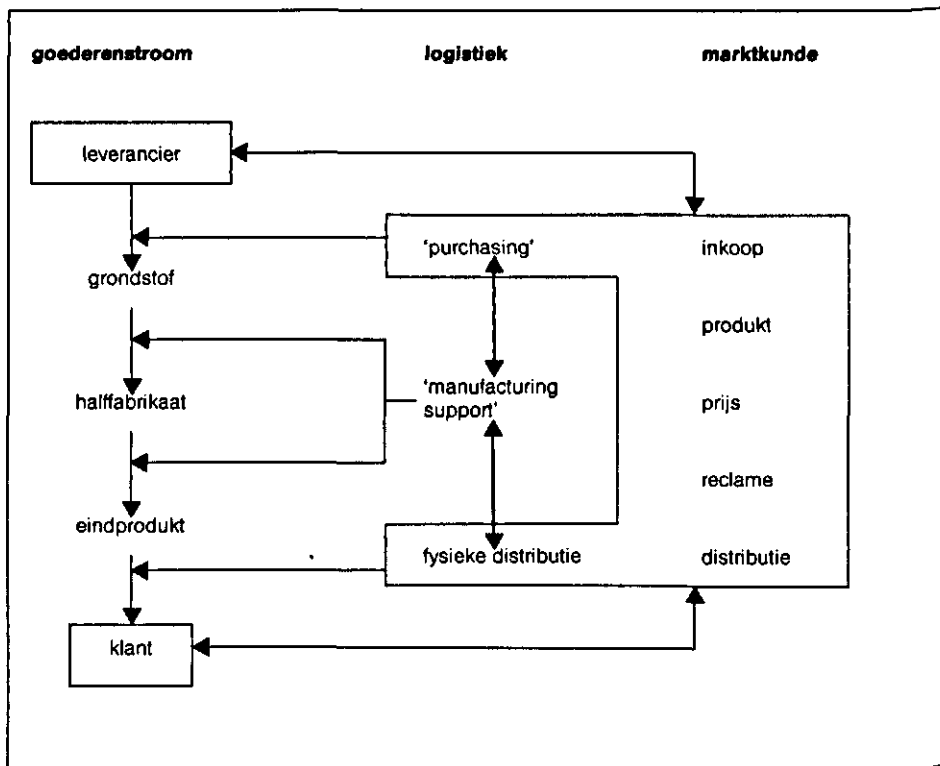 goederenstroom logistiek marktkunde
leverancier
'purchasing' inkoop
grondstof
produkt
'manufacturing
support'
halffabrikaat prijs
reclame
eindprodukt
fysieke distributie distributie
klant